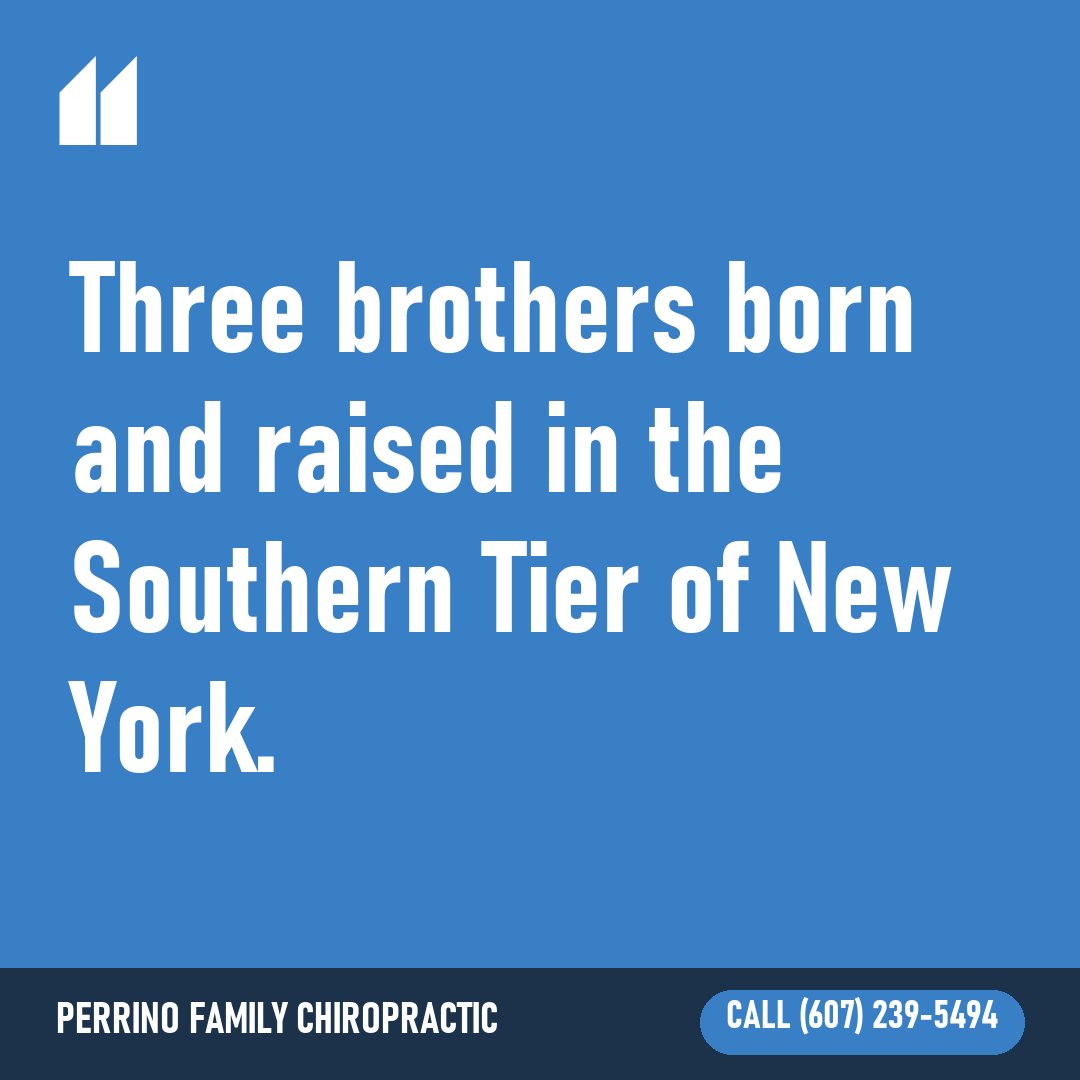 Three brothers born
and raised in the
Southern Tier of New
York.
PERRINO FAMILY CHIROPRACTIC
CALL (607) 239-5494